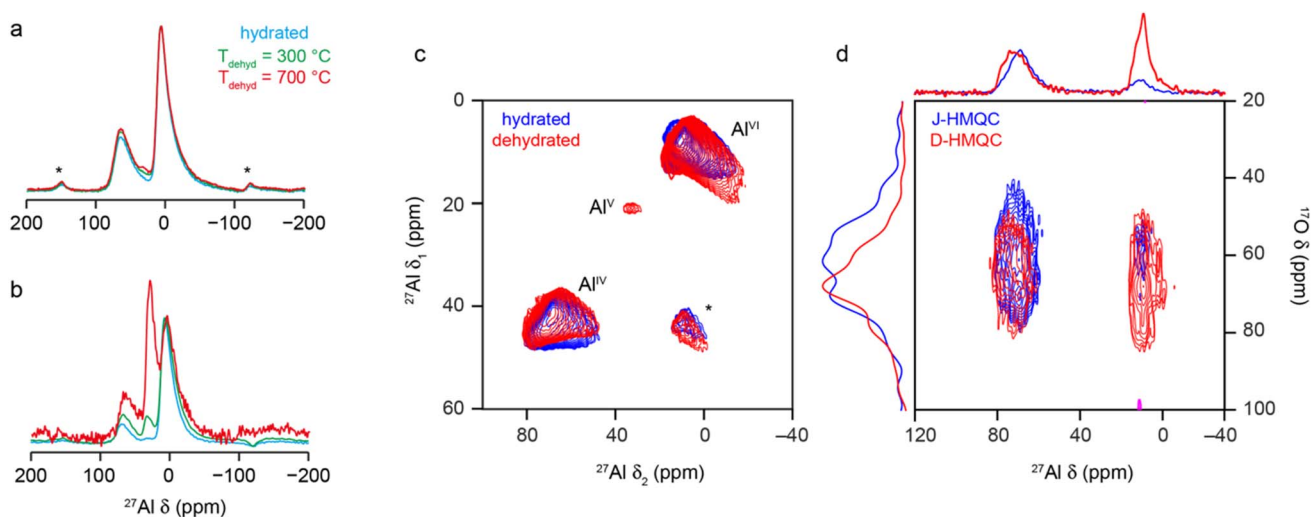 a
hydrated
T_dehyd = 300 °C
T_dehyd = 700 °C
*
*
200 100 0 −100 −200
b
200 100 0 −100 −200
²⁷Al δ (ppm)
c
hydrated
dehydrated
Alⱽᴵ
Alⱽ
Alᴵⱽ
*
0
20
40
60
²⁷Al δ₁ (ppm)
80 40 0 −40
²⁷Al δ₂ (ppm)
d
J-HMQC
D-HMQC
20
40
60
80
100
¹⁷O δ (ppm)
120 80 40 0 −40
²⁷Al δ (ppm)